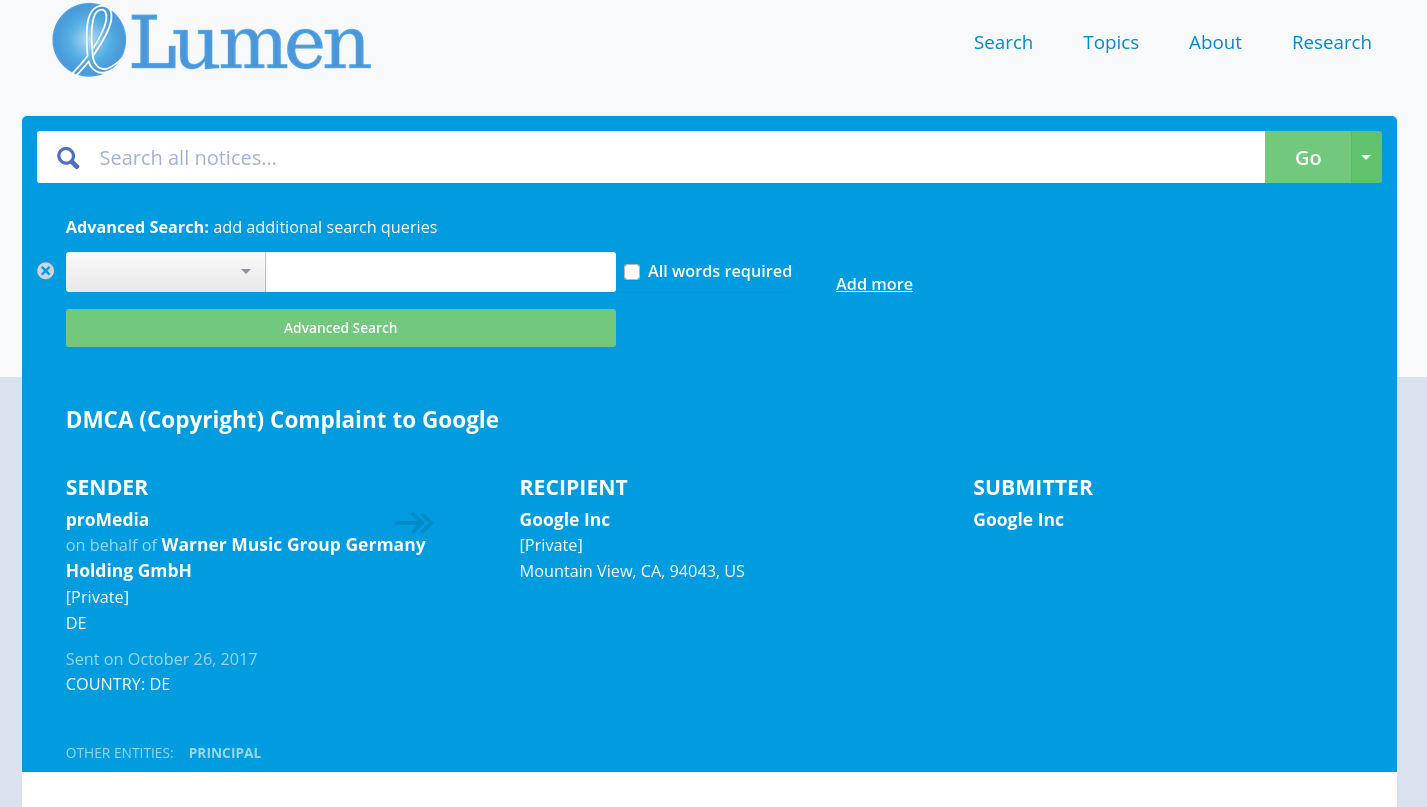 Lumen
Search Topics About Research
Search all notices...
Go
Advanced Search: add additional search queries
All words required
Add more
Advanced Search
DMCA (Copyright) Complaint to Google
SENDER
proMedia
on behalf of Warner Music Group Germany
Holding GmbH
[Private]
DE
Sent on October 26, 2017
COUNTRY: DE
RECIPIENT
Google Inc
[Private]
Mountain View, CA, 94043, US
SUBMITTER
Google Inc
OTHER ENTITIES: PRINCIPAL